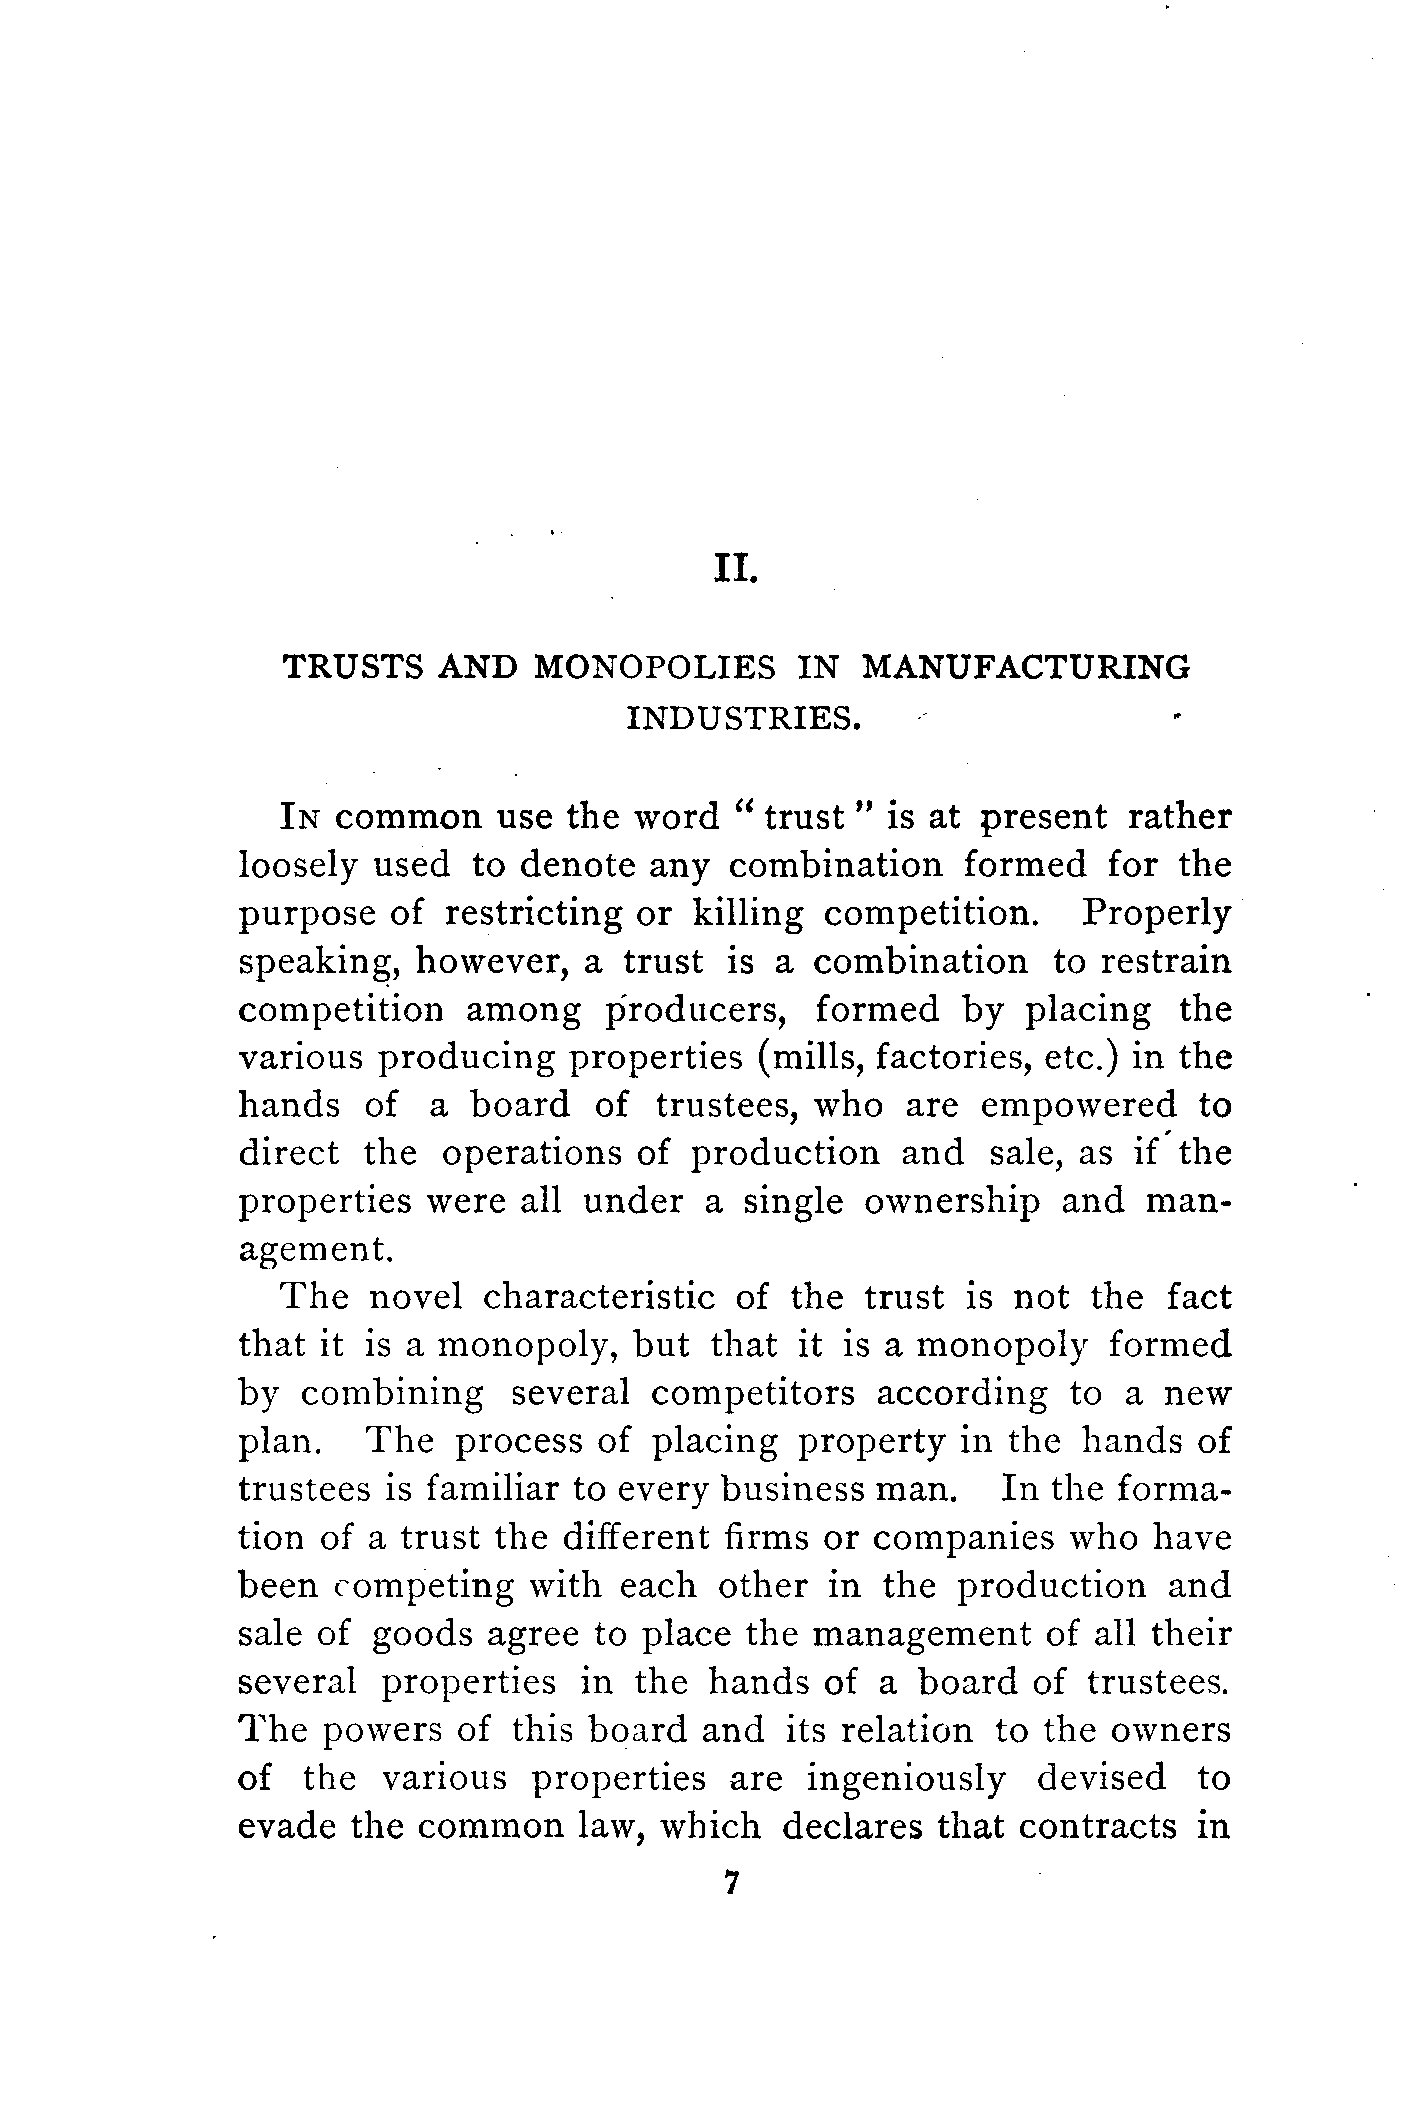 II.
TRUSTS AND MONOPOLIES IN MANUFACTURING
INDUSTRIES.
IN common use the word " trust " is at present rather
loosely used to denote any combination formed for the
purpose of restricting or killing competition. Properly
speaking, however, a trust is a combination to restrain
competition among producers, formed by placing the
various producing properties (mills, factories, etc.) in the
hands of a board of trustees, who are empowered to
direct the operations of production and sale, as if the
properties were all under a single ownership and man-
agement.
The novel characteristic of the trust is not the fact
that it is a monopoly, but that it is a monopoly formed
by combining several competitors according to a new
plan. The process of placing property in the hands of
trustees is familiar to every business man. In the forma-
tion of a trust the different firms or companies who have
been competing with each other in the production and
sale of goods agree to place the management of all their
several properties in the hands of a board of trustees.
The powers of this board and its relation to the owners
of the various properties are ingeniously devised to
evade the common law, which declares that contracts in
7